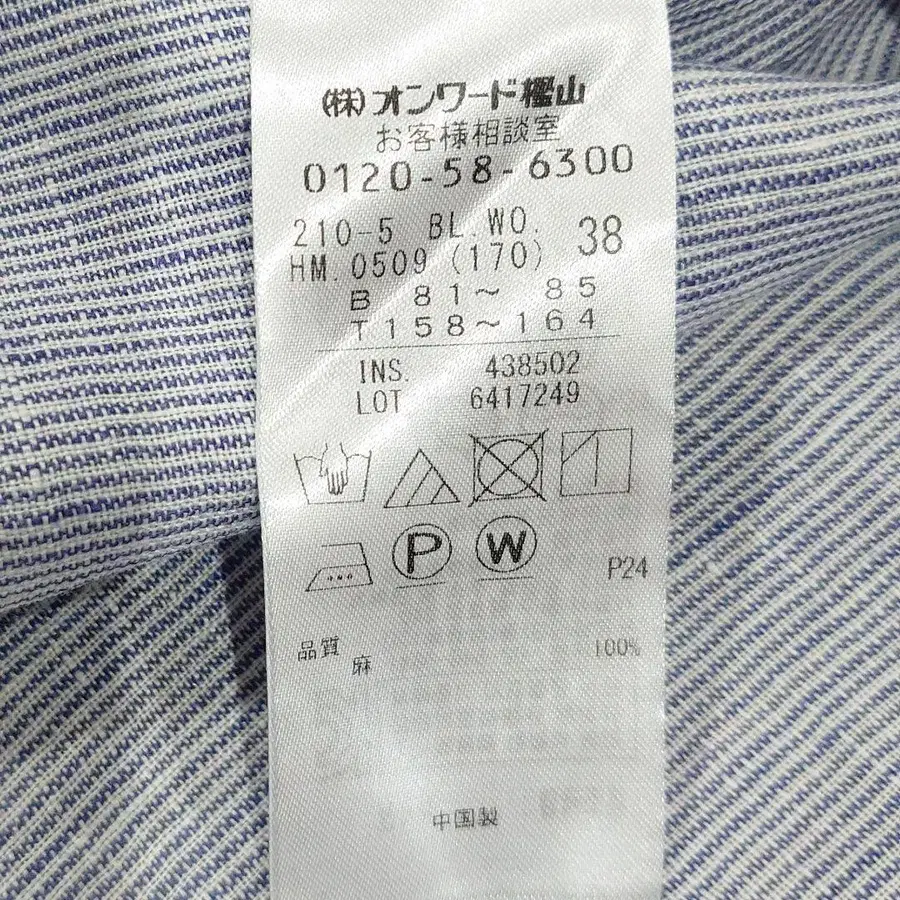 (株)オンワード樫山
お客様相談室
0120-58-6300
210-5 BL.WO. 38
HM.0509 (170)
B 81〜 85
T158〜164
INS. 438502
LOT 6417249
P W
P24
品質
麻 100%
中国製